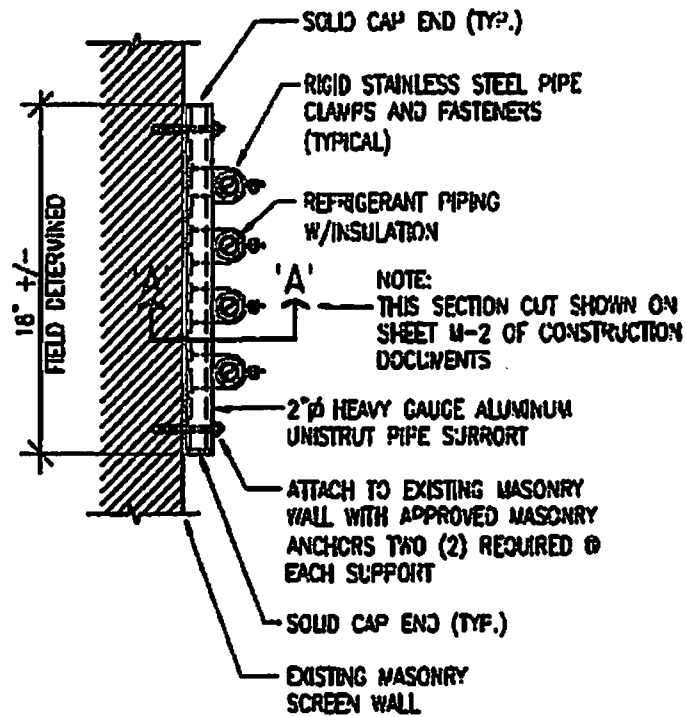 SOLID CAP END (TYP.)
RIGID STAINLESS STEEL PIPE
CLAMPS AND FASTENERS
(TYPICAL)
REFRIGERANT PIPING
W/INSULATION
'A' 'A'
NOTE:
THIS SECTION CUT SHOWN ON
SHEET M-2 OF CONSTRUCTION
DOCUMENTS
18" +/-
FIELD DETERMINED
2"ø HEAVY GAUGE ALUMINUM
UNISTRUT PIPE SURRORT
ATTACH TO EXISTING MASONRY
WALL WITH APPROVED MASONRY
ANCHORS TWO (2) REQUIRED @
EACH SUPPORT
SOLID CAP END (TYP.)
EXISTING MASONRY
SCREEN WALL